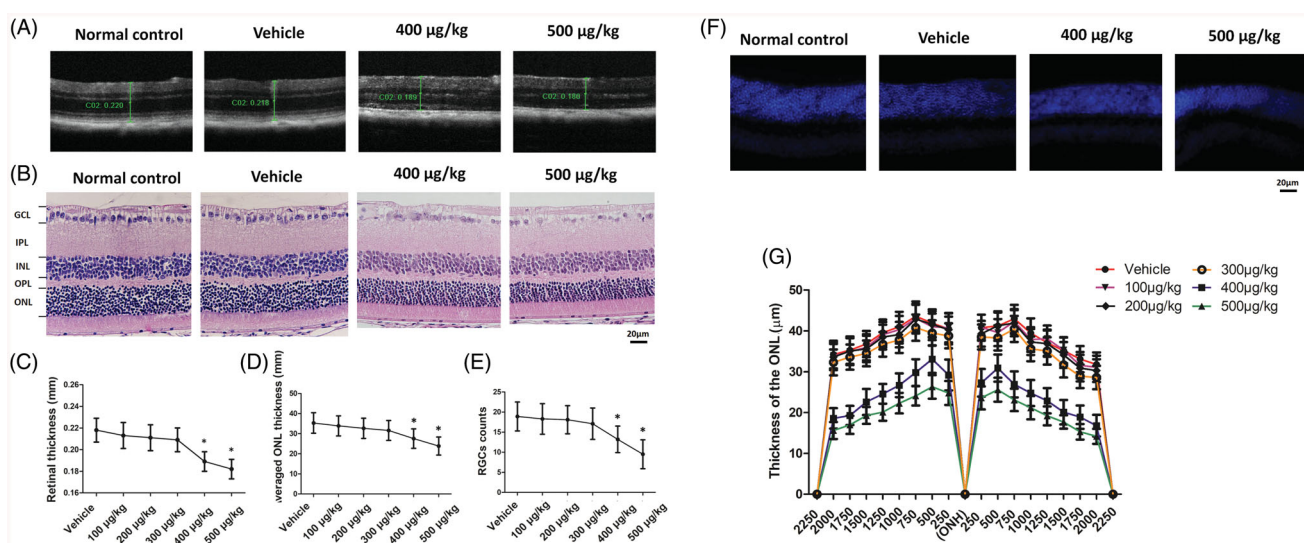 (A)
Normal control
Vehicle
400 µg/kg
500 µg/kg
C02: 0.220
C02: 0.218
C02: 0.189
C02: 0.180
(B)
Normal control
Vehicle
400 µg/kg
500 µg/kg
GCL
IPL
INL
OPL
ONL
20µm
(C)
Retinal thickness (mm)
0.26
0.24
0.22
0.20
0.18
0.16
*
*
Vehicle
100 µg/kg
200 µg/kg
300 µg/kg
400 µg/kg
500 µg/kg
(D)
veraged ONL thickness (mm)
50
40
30
20
10
0
*
*
Vehicle
100 µg/kg
200 µg/kg
300 µg/kg
400 µg/kg
500 µg/kg
(E)
RGCs counts
25
20
15
10
5
0
*
*
Vehicle
100 µg/kg
200 µg/kg
300 µg/kg
400 µg/kg
500 µg/kg
(F)
Normal control
Vehicle
400 µg/kg
500 µg/kg
20µm
(G)
Vehicle
100µg/kg
200µg/kg
300µg/kg
400µg/kg
500µg/kg
Thickness of the ONL (µm)
50
40
30
20
10
0
2250
2000
1750
1500
1250
1000
750
500
250
(ONH)
250
500
750
1000
1250
1500
1750
2000
2250